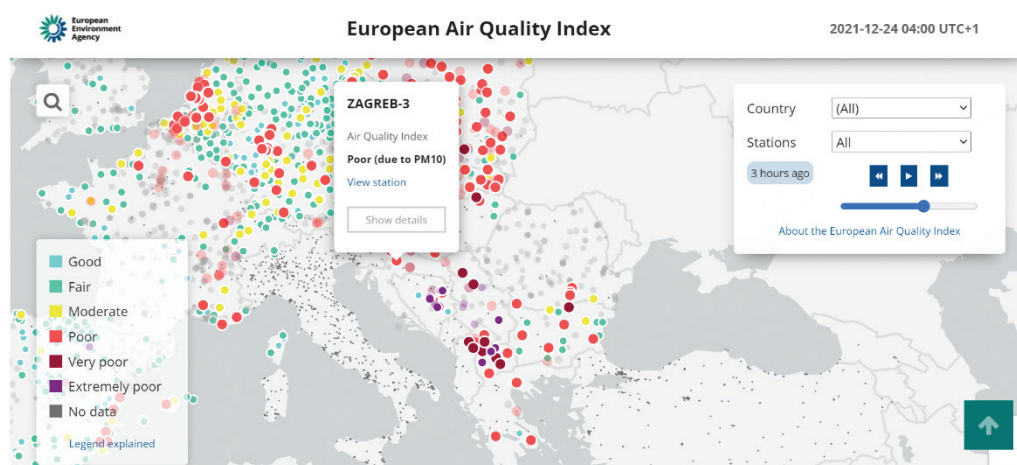 European
Environment
Agency
European Air Quality Index
2021-12-24 04:00 UTC+1
ZAGREB-3
Air Quality Index
Poor (due to PM10)
View station
Show details
Country
(All)
Stations
All
3 hours ago
About the European Air Quality Index
Good
Fair
Moderate
Poor
Very poor
Extremely poor
No data
Legend explained